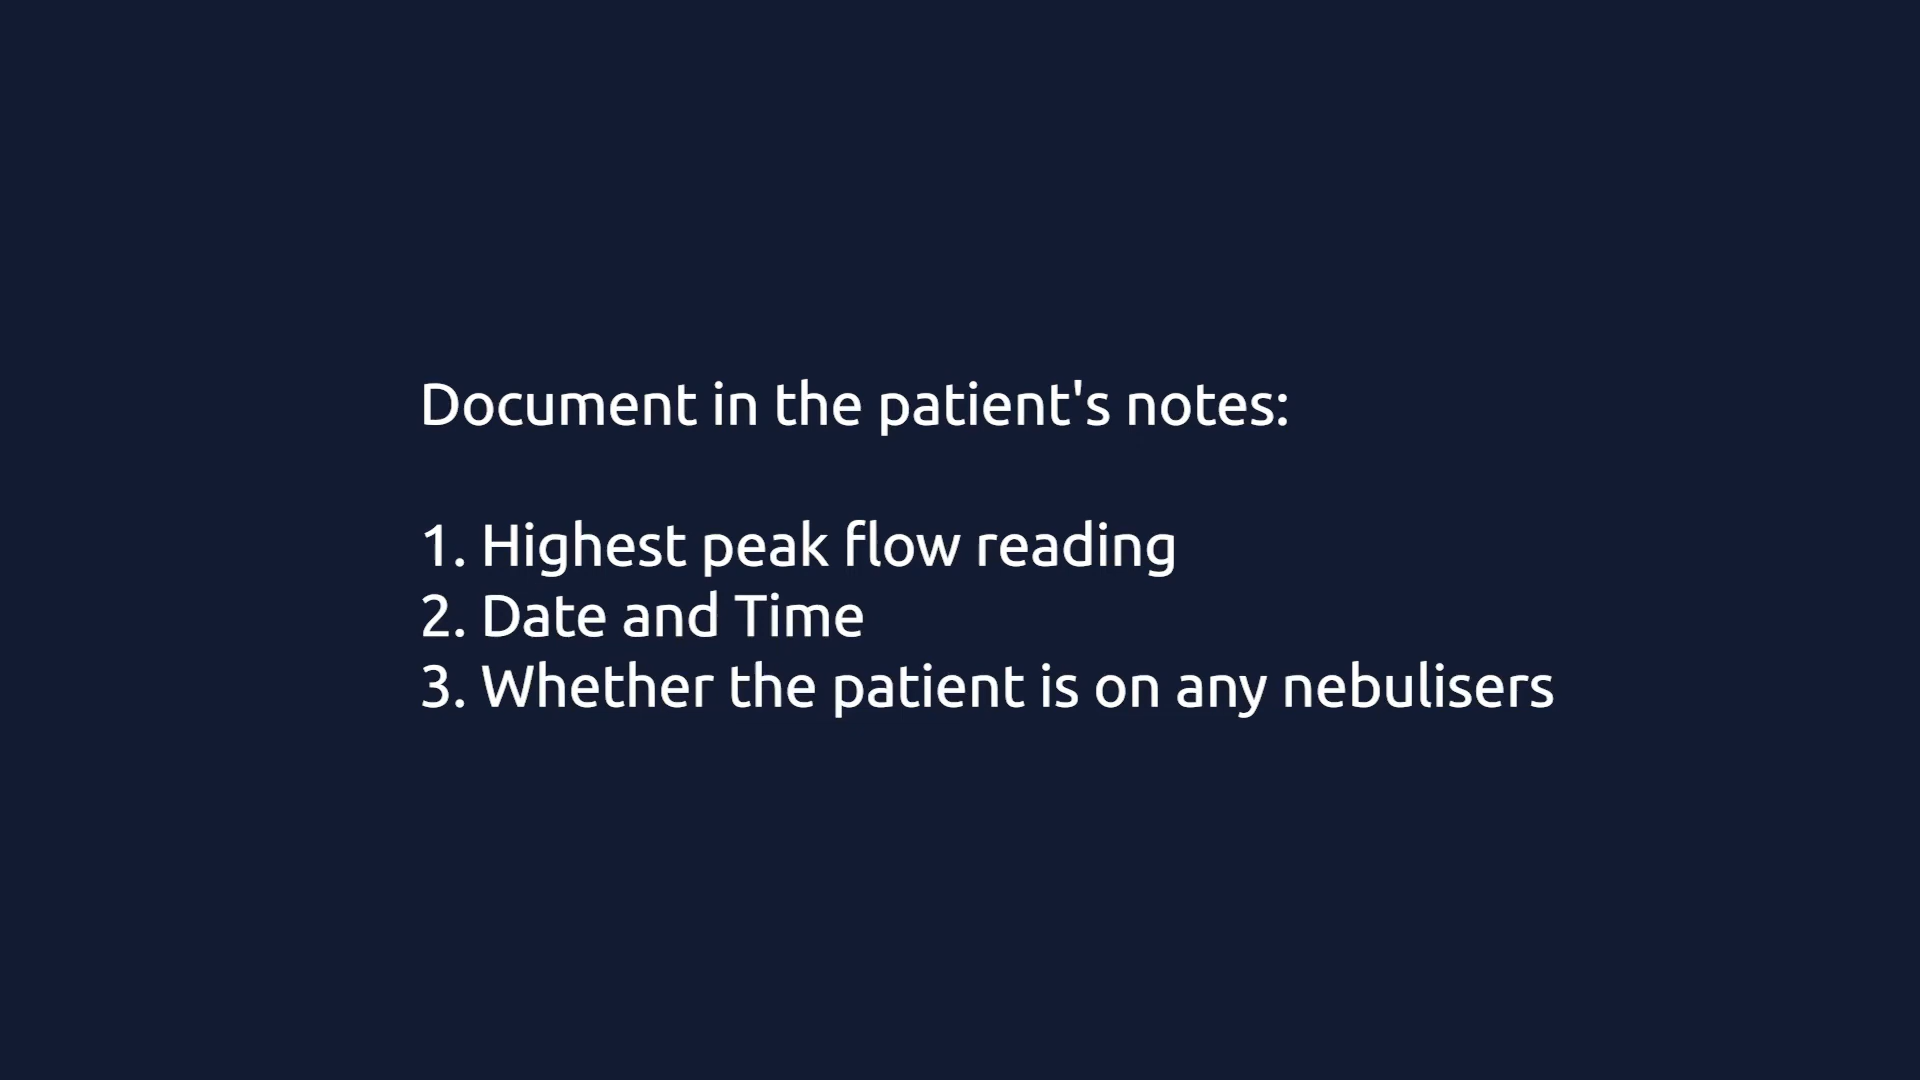 Document in the patient's notes:
1. Highest peak flow reading
2. Date and Time
3. Whether the patient is on any nebulisers